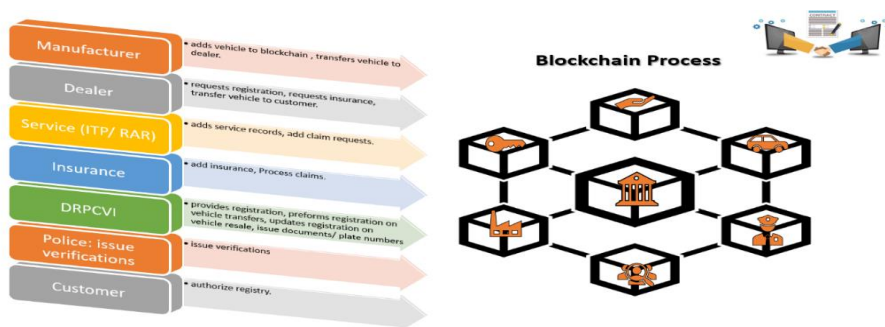 Manufacturer
• adds vehicle to blockchain , transfers vehicle to
dealer.
Dealer
• requests registration, requests insurance,
transfer vehicle to customer.
Service (ITP/ RAR)
• adds service records, add claim requests.
Insurance
• add insurance, Process claims.
DRPCVI
• provides registration, preforms registration on
vehicle transfers, updates registration on
vehicle resale, issue documents/ plate numbers
Police: issue
verifications
• issue verifications
Customer
• authorize registry.
Blockchain Process
CONTRACT